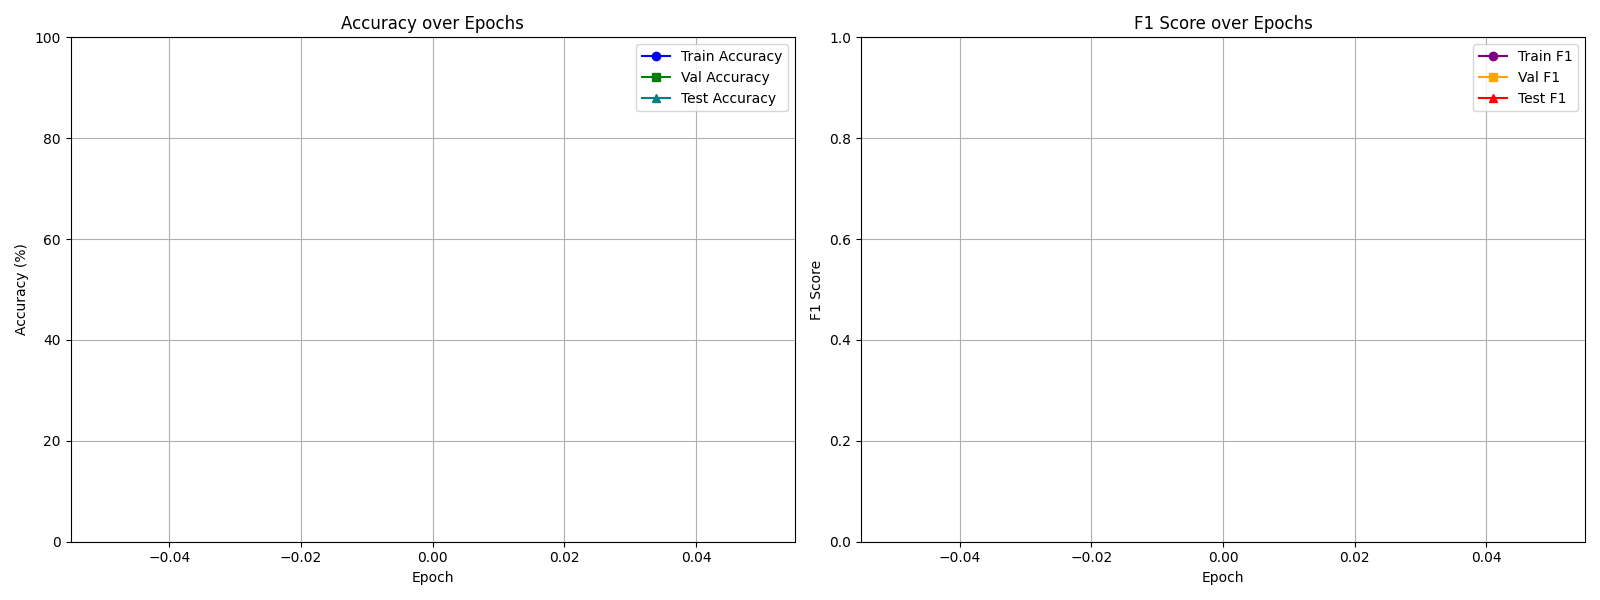 Accuracy over Epochs
Accuracy (%)
100
80
60
40
20
0
−0.04 −0.02 0.00 0.02 0.04
Epoch
Train Accuracy
Val Accuracy
Test Accuracy
F1 Score over Epochs
F1 Score
1.0
0.8
0.6
0.4
0.2
0.0
−0.04 −0.02 0.00 0.02 0.04
Epoch
Train F1
Val F1
Test F1